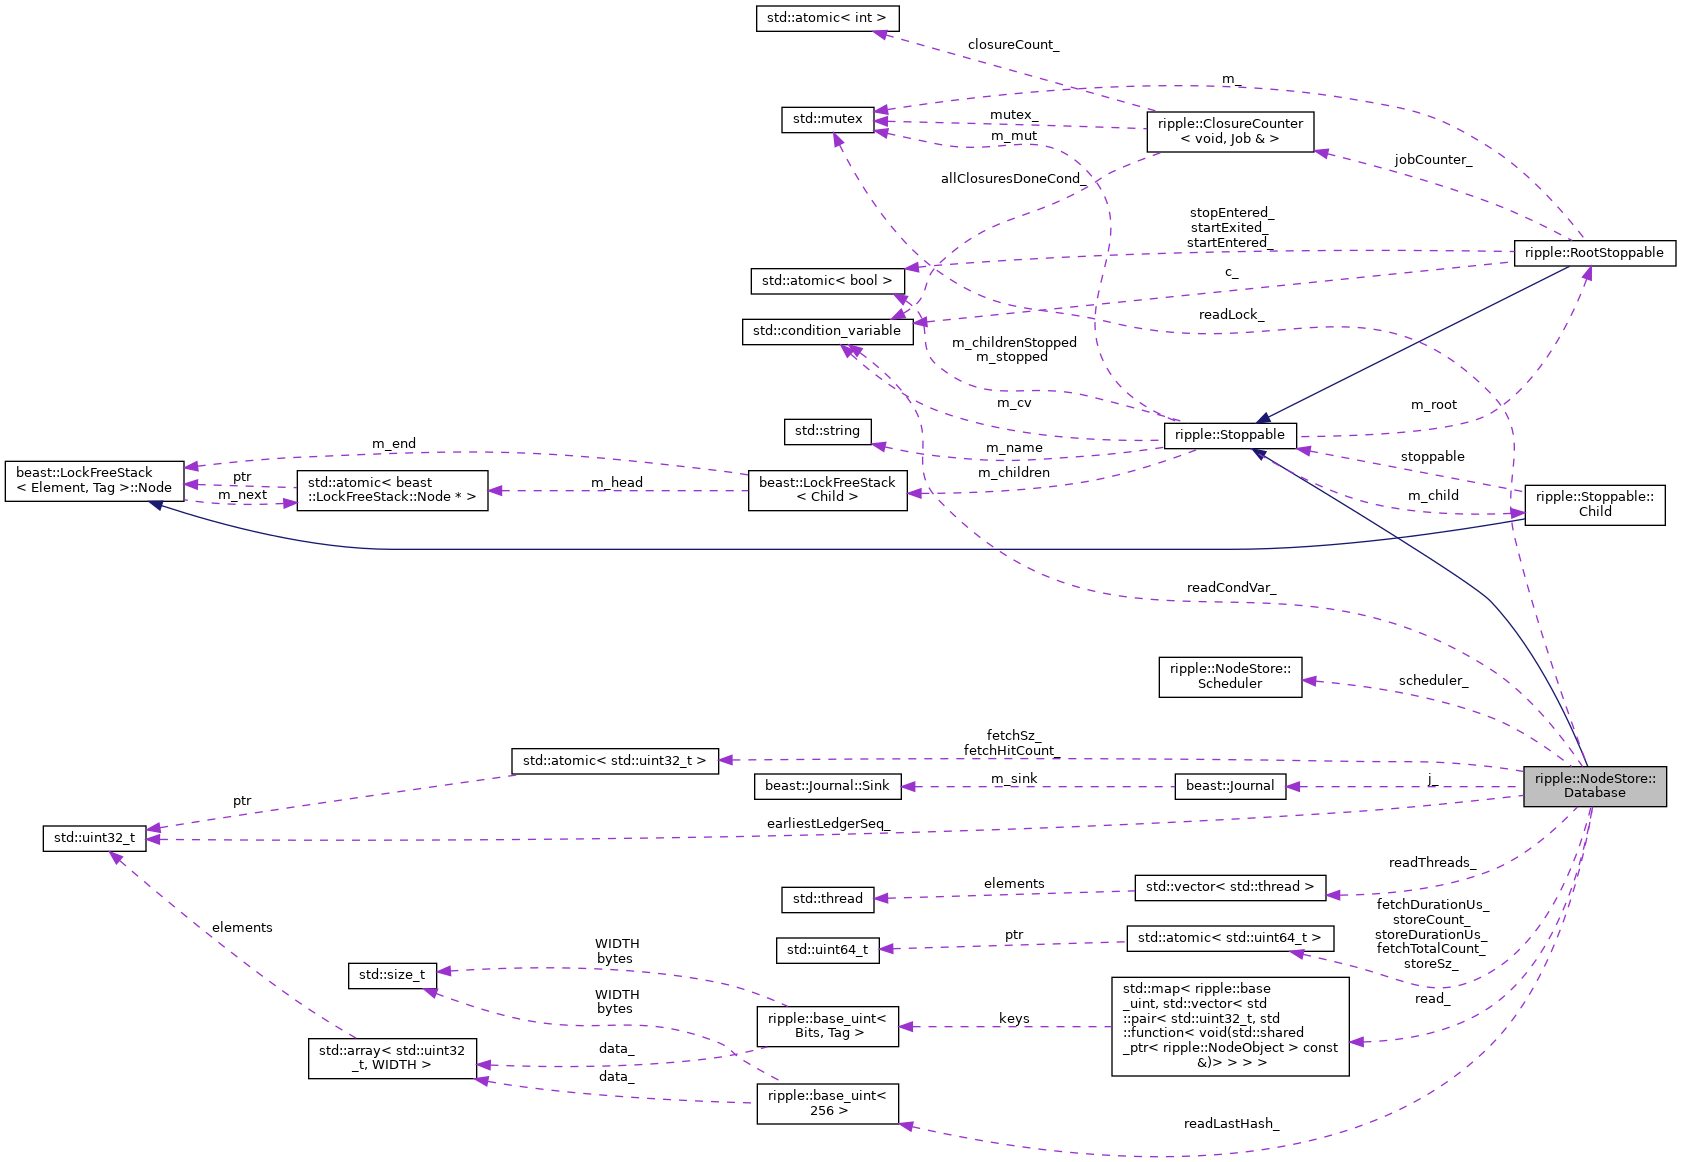 std::atomic< int >
closureCount_
m_
std::mutex
mutex_
m_mut
ripple::ClosureCounter
< void, Job & >
jobCounter_
allClosuresDoneCond_
stopEntered_
startExited_
startEntered_
ripple::RootStoppable
std::atomic< bool >
c_
readLock_
std::condition_variable
m_childrenStopped
m_stopped
m_cv
m_root
std::string
ripple::Stoppable
m_name
m_end
stoppable
beast::LockFreeStack
< Element, Tag >::Node
ptr
m_next
std::atomic< beast
::LockFreeStack::Node * >
m_head
m_children
beast::LockFreeStack
< Child >
m_child
ripple::Stoppable::
Child
readCondVar_
ripple::NodeStore::
Scheduler
scheduler_
fetchSz_
fetchHitCount_
std::atomic< std::uint32_t >
ripple::NodeStore::
Database
m_sink
j_
beast::Journal::Sink
beast::Journal
ptr
earliestLedgerSeq_
std::uint32_t
readThreads_
elements
std::vector< std::thread >
std::thread
fetchDurationUs_
storeCount_
storeDurationUs_
fetchTotalCount_
storeSz_
elements
ptr
std::atomic< std::uint64_t >
std::uint64_t
WIDTH
bytes
std::size_t
WIDTH
bytes
std::map< ripple::base
_uint, std::vector< std
::pair< std::uint32_t, std
::function< void(std::shared
_ptr< ripple::NodeObject > const
&)> > > >
read_
keys
ripple::base_uint<
Bits, Tag >
std::array< std::uint32
_t, WIDTH >
data_
data_
ripple::base_uint<
256 >
readLastHash_